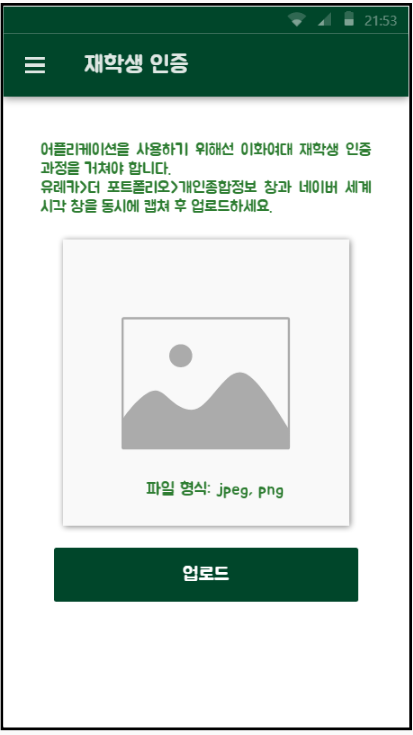 21:53
재학생 인증
어플리케이션을 사용하기 위해선 이화여대 재학생 인증
과정을 거쳐야 합니다.
유레카>더 포트폴리오>개인종합정보 창과 네이버 세계
시각 창을 동시에 캡쳐 후 업로드하세요.
파일 형식: jpeg, png
업로드